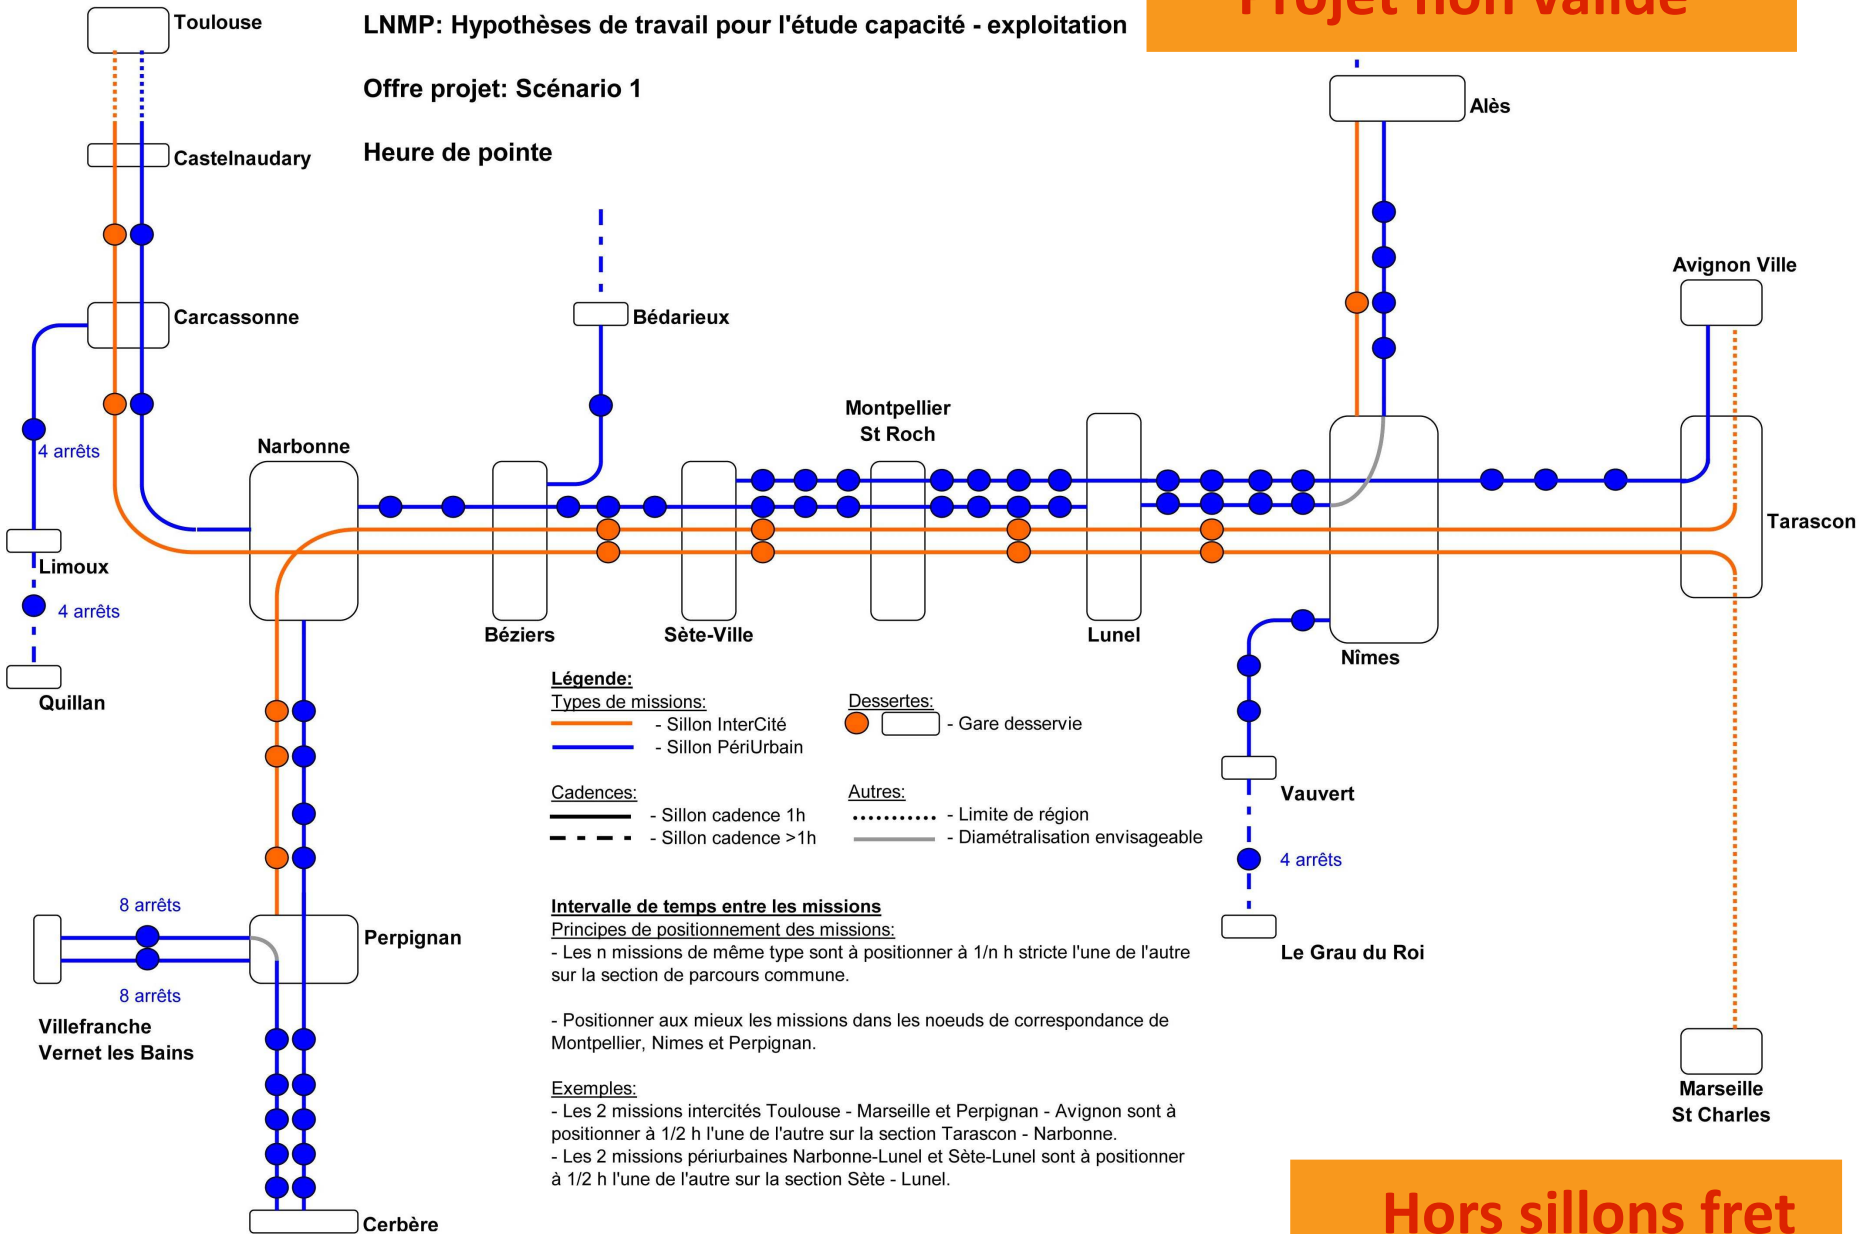 Projet non validé
Toulouse
LNMP: Hypothèses de travail pour l'étude capacité - exploitation
Offre projet: Scénario 1
Alès
Castelnaudary
Heure de pointe
Avignon Ville
Carcassonne
Bédarieux
Montpellier
St Roch
Narbonne
4 arrêts
Tarascon
Limoux
4 arrêts
Béziers
Sète-Ville
Lunel
Nîmes
Quillan
Légende:
Types de missions:
- Sillon InterCité
- Sillon PériUrbain
Dessertes:
- Gare desservie
Cadences:
- Sillon cadence 1h
- Sillon cadence >1h
Autres:
- Limite de région
- Diamétralisation envisageable
Vauvert
4 arrêts
Le Grau du Roi
8 arrêts
Perpignan
8 arrêts
Villefranche
Vernet les Bains
Intervalle de temps entre les missions
Principes de positionnement des missions:
- Les n missions de même type sont à positionner à 1/n h stricte l'une de l'autre
sur la section de parcours commune.
- Positionner aux mieux les missions dans les noeuds de correspondance de
Montpellier, Nimes et Perpignan.
Exemples:
- Les 2 missions intercités Toulouse - Marseille et Perpignan - Avignon sont à
positionner à 1/2 h l'une de l'autre sur la section Tarascon - Narbonne.
- Les 2 missions périurbaines Narbonne-Lunel et Sète-Lunel sont à positionner
à 1/2 h l'une de l'autre sur la section Sète - Lunel.
Marseille
St Charles
Cerbère
Hors sillons fret